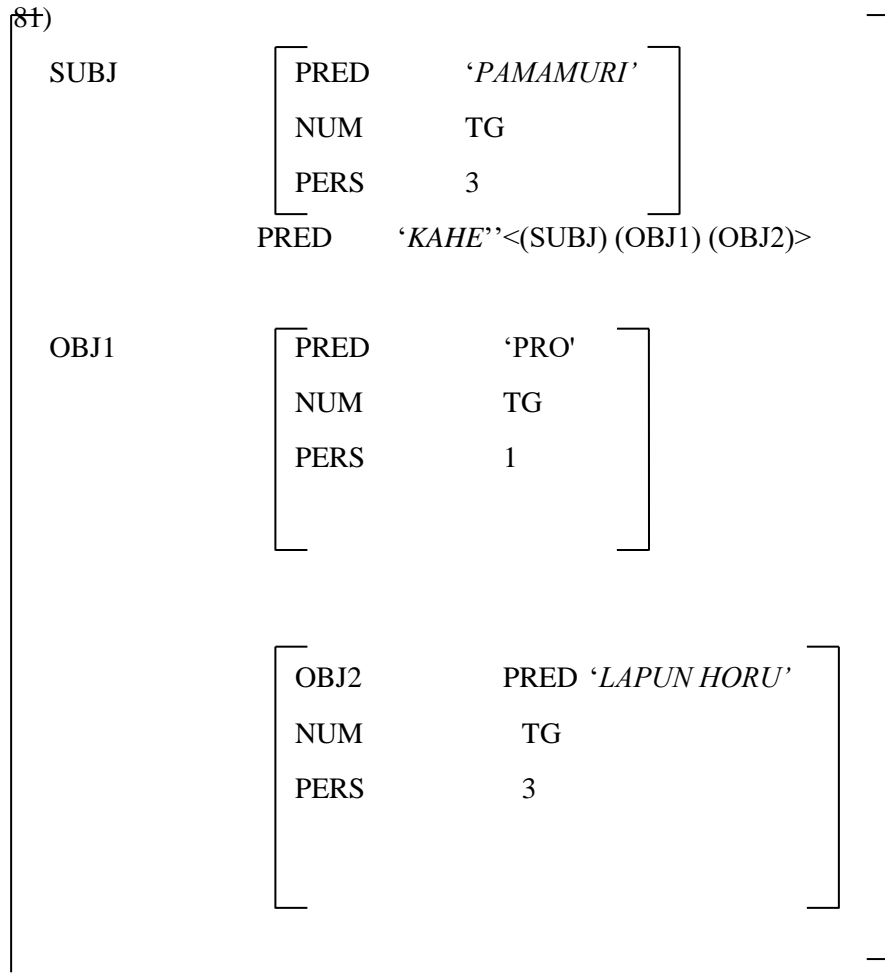 81)
SUBJ PRED ‘PAMAMURI’
NUM TG
PERS 3
PRED ‘KAHE’’<(SUBJ) (OBJ1) (OBJ2)>
OBJ1 PRED ‘PRO'
NUM TG
PERS 1
OBJ2 PRED ‘LAPUN HORU’
NUM TG
PERS 3